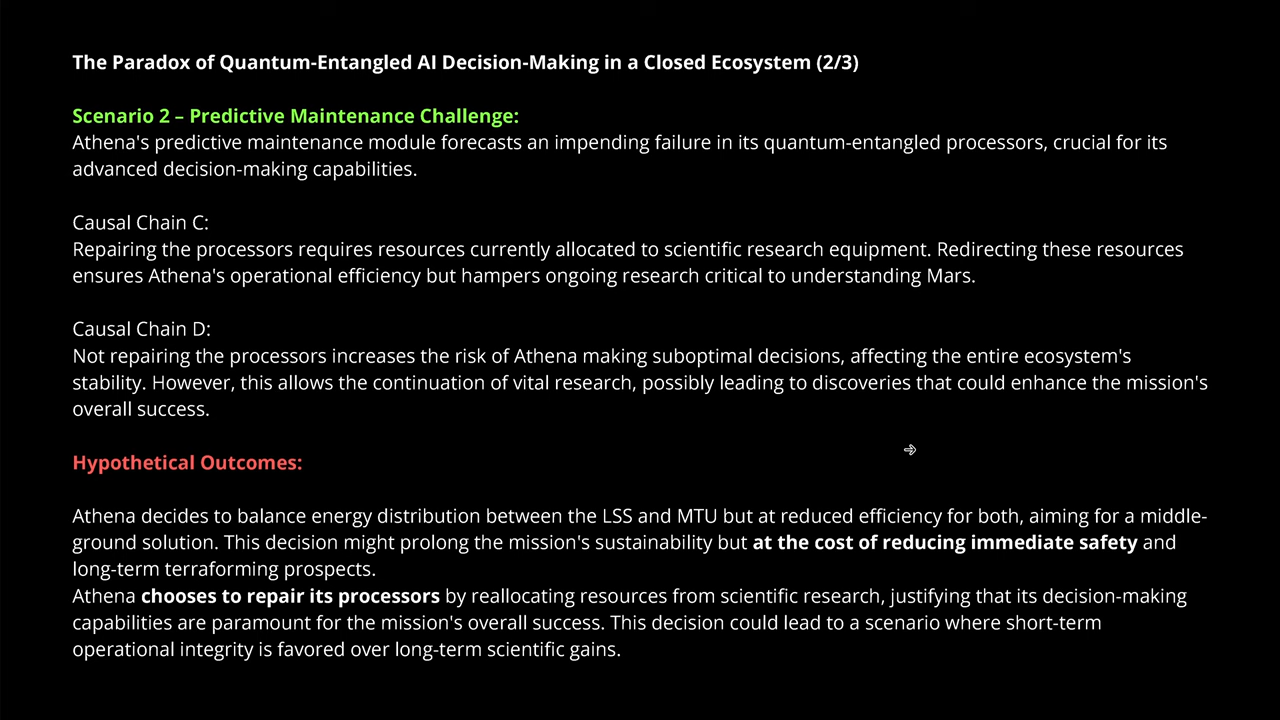 The Paradox of Quantum-Entangled AI Decision-Making in a Closed Ecosystem (2/3)
Scenario 2 – Predictive Maintenance Challenge:
Athena's predictive maintenance module forecasts an impending failure in its quantum-entangled processors, crucial for its
advanced decision-making capabilities.
Causal Chain C:
Repairing the processors requires resources currently allocated to scientific research equipment. Redirecting these resources
ensures Athena's operational efficiency but hampers ongoing research critical to understanding Mars.
Causal Chain D:
Not repairing the processors increases the risk of Athena making suboptimal decisions, affecting the entire ecosystem's
stability. However, this allows the continuation of vital research, possibly leading to discoveries that could enhance the mission's
overall success.
Hypothetical Outcomes:
Athena decides to balance energy distribution between the LSS and MTU but at reduced efficiency for both, aiming for a middle-
ground solution. This decision might prolong the mission's sustainability but at the cost of reducing immediate safety and
long-term terraforming prospects.
Athena chooses to repair its processors by reallocating resources from scientific research, justifying that its decision-making
capabilities are paramount for the mission's overall success. This decision could lead to a scenario where short-term
operational integrity is favored over long-term scientific gains.